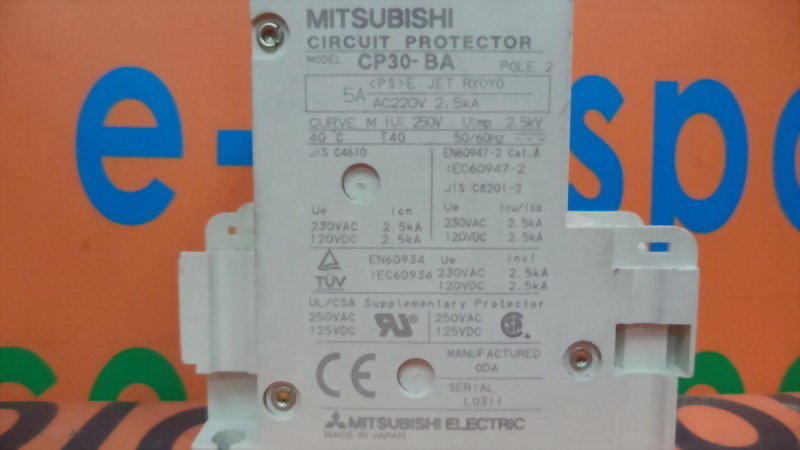 MITSUBISHI
CIRCUIT PROTECTOR
MODEL CP30-BA POLE 2
5A <PS>E JET RYOYO
AC220V 2.5kA
CURVE M Ui: 250V Uimp 2.5kV
40°C T40 50/60Hz
JIS C4610
EN60947-2 Cat.A
IEC60947-2
JIS C8201-2
Ue Icn
230VAC 2.5kA
120VDC 2.5kA
Ue Icu/Ics
230VAC 2.5kA
120VDC 2.5kA
TÜV
EN60934 Ue Inc1
IEC60934 230VAC 2.5kA
120VDC 2.5kA
UL/CSA Supplementary Protector
250VAC
125VDC
250VAC
125VDC
CE
MANUFACTURED
0DA
SERIAL
L0311
MITSUBISHI ELECTRIC
MADE IN JAPAN
e-
spo
co